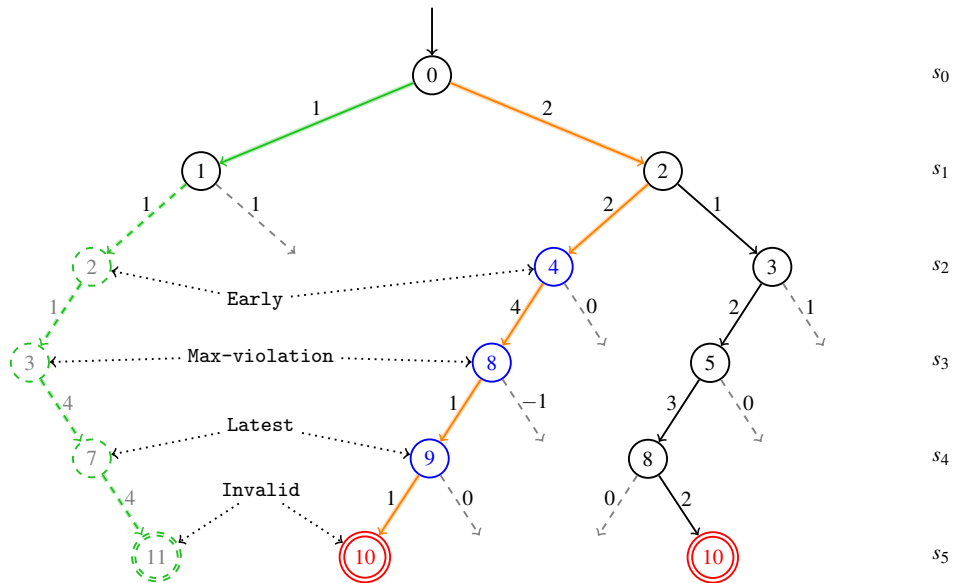 0 s₀
1 2
1 2 s₁
1 1 2 1
2 4 3 s₂
Early
1 4 0 2 1
3 Max-violation 8 5 s₃
4 1 −1 3 0
Latest
7 9 8 s₄
4 Invalid 1 0 0 2
11 10 10 s₅